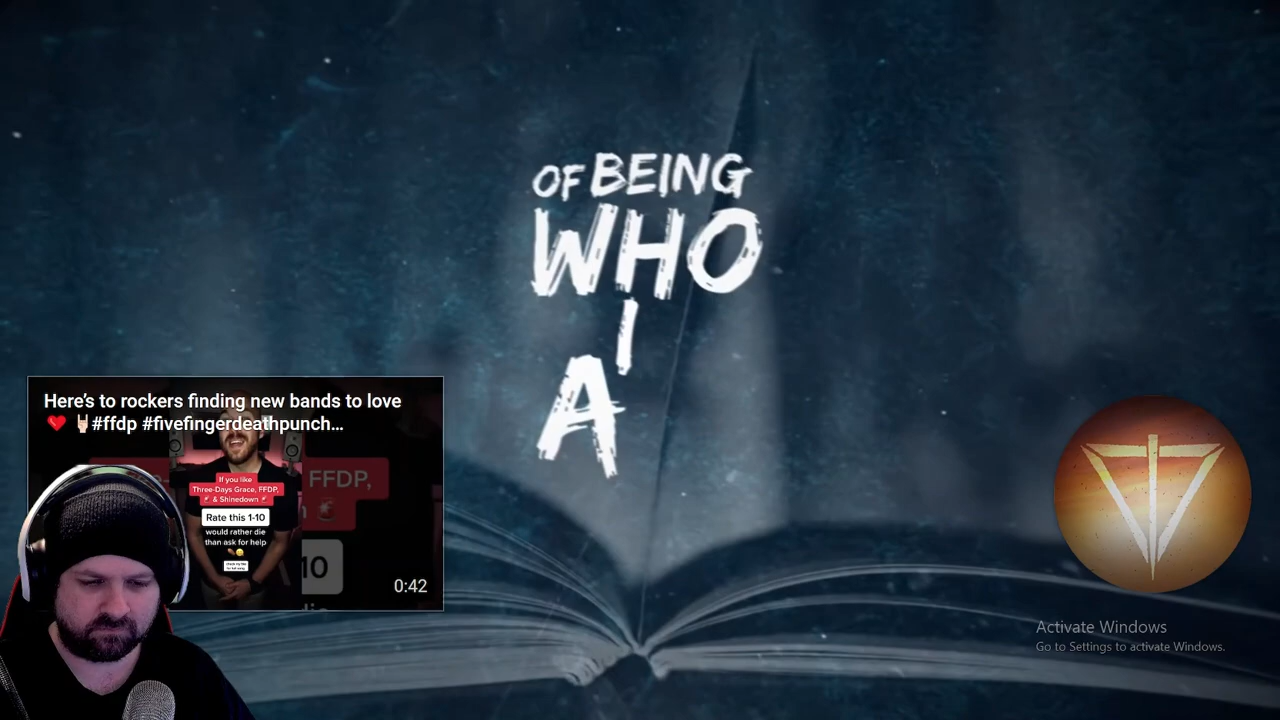 OF BEING
WHO
I
A
Here's to rockers finding new bands to love
❤️🤘🏻#ffdp #fivefingerdeathpunch...
FFDP,
If you like
Three-Days Grace, FFDP,
& Shinedown
Rate this 1-10
would rather die
than ask for help
10
0:42
Activate Windows
Go to Settings to activate Windows.